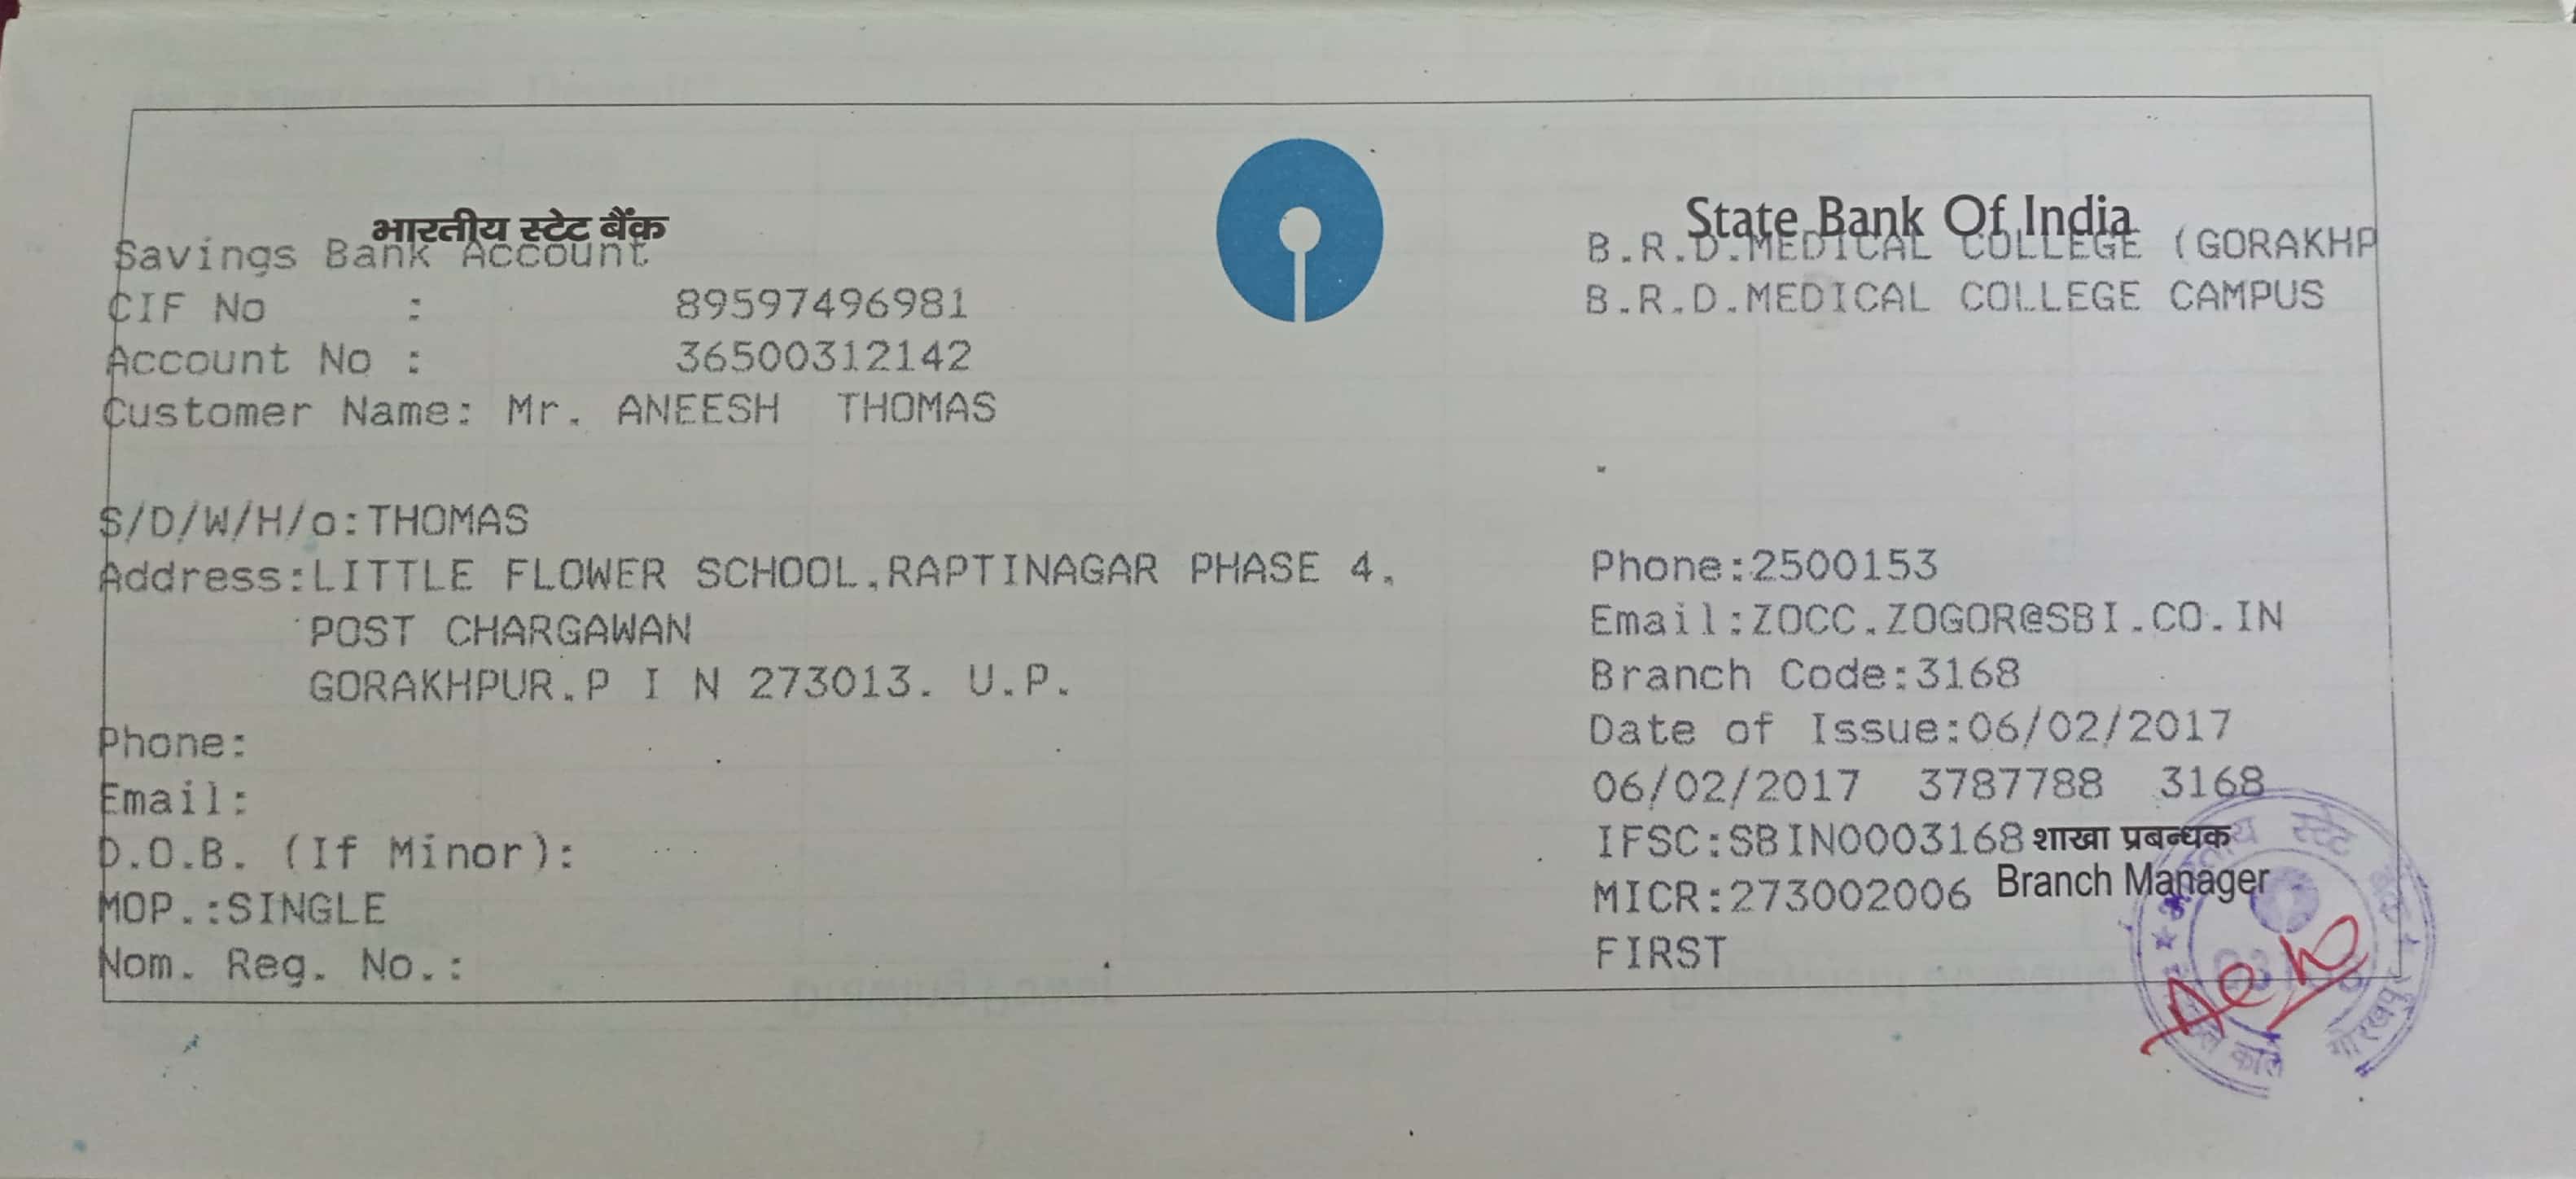 भारतीय स्टेट बैंक
State Bank Of India
Savings Bank Account
B.R.D.MEDICAL COLLEGE (GORAKHP
CIF No : 89597496981
B.R.D.MEDICAL COLLEGE CAMPUS
Account No : 36500312142
Customer Name: Mr. ANEESH THOMAS
S/D/W/H/o:THOMAS
Address:LITTLE FLOWER SCHOOL,RAPTINAGAR PHASE 4,
POST CHARGAWAN
GORAKHPUR.P I N 273013. U.P.
Phone:
Email:
D.O.B. (If Minor):
MOP.:SINGLE
Nom. Reg. No.:
Phone:2500153
Email:ZOCC.ZOGOR@SBI.CO.IN
Branch Code:3168
Date of Issue:06/02/2017
06/02/2017 3787788 3168
IFSC:SBIN0003168 शाखा प्रबन्धक
MICR:273002006 Branch Manager
FIRST
स्टेट
गोरखपुर